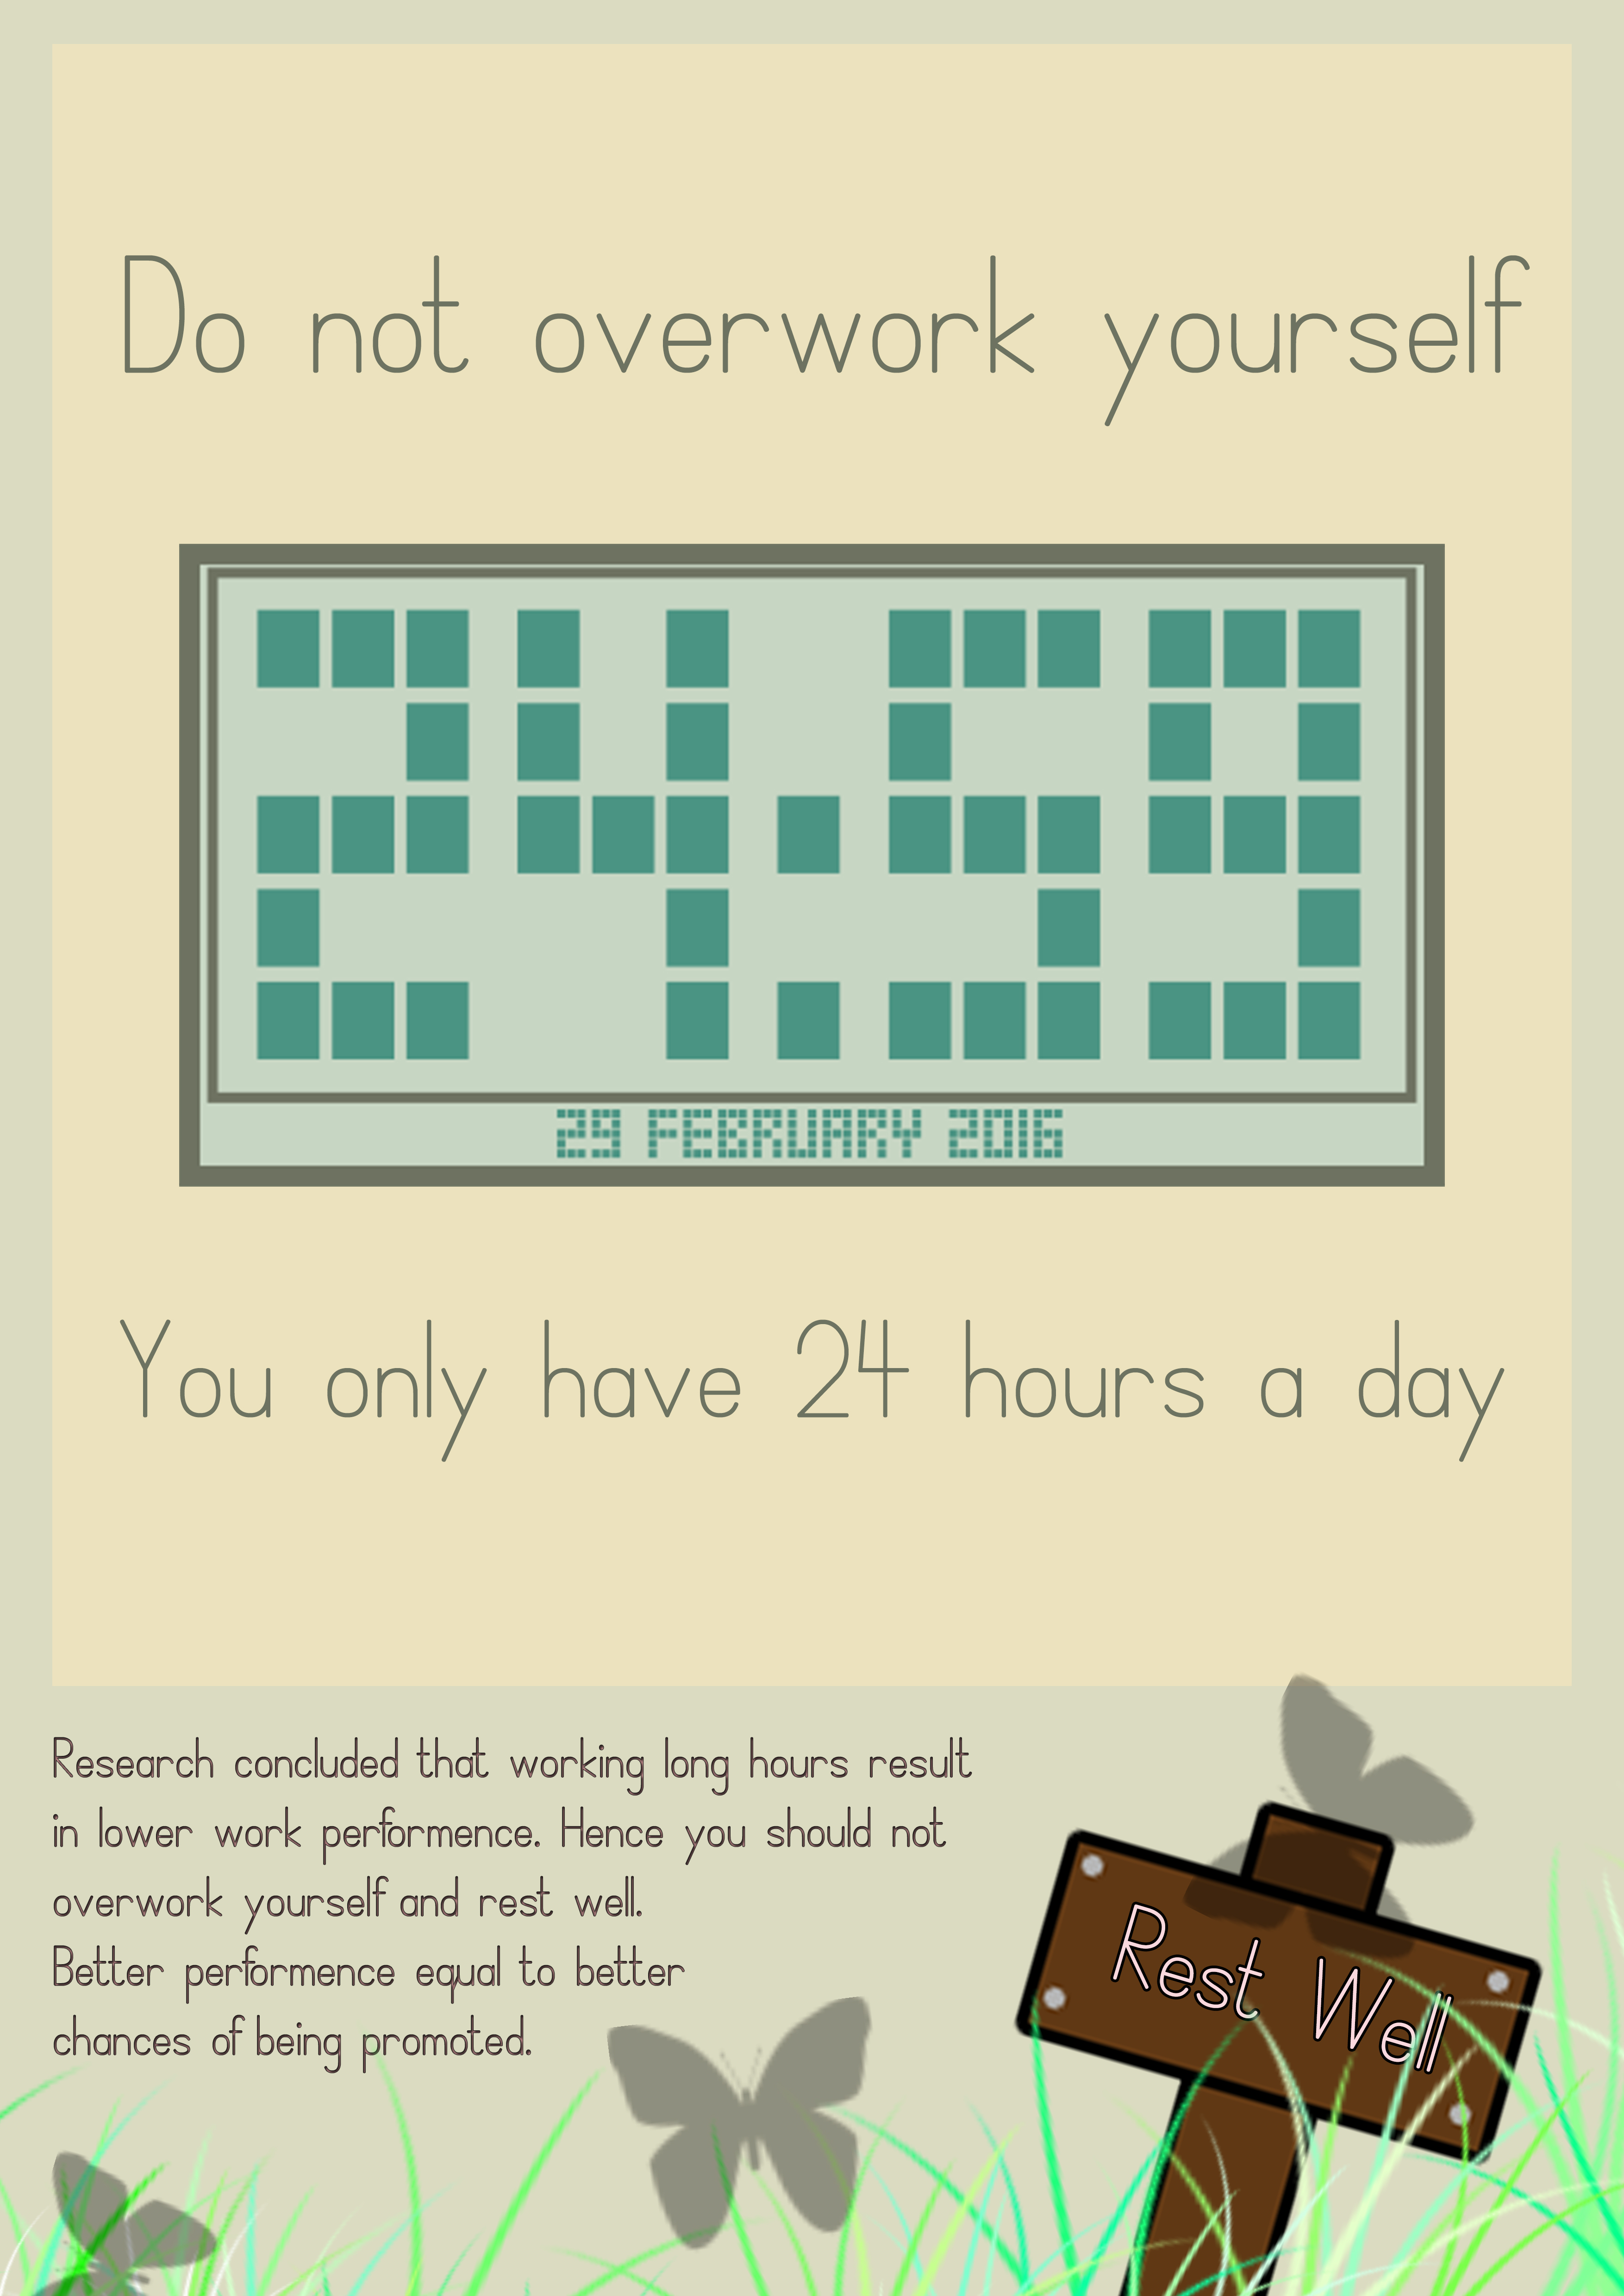 Do not overwork yourself
24:59
29 FEBRUARY 2016
You only have 24 hours a day
Research concluded that working long hours result
in lower work performence. Hence you should not
overwork yourself and rest well.
Better performence equal to better
chances of being promoted.
Rest Well